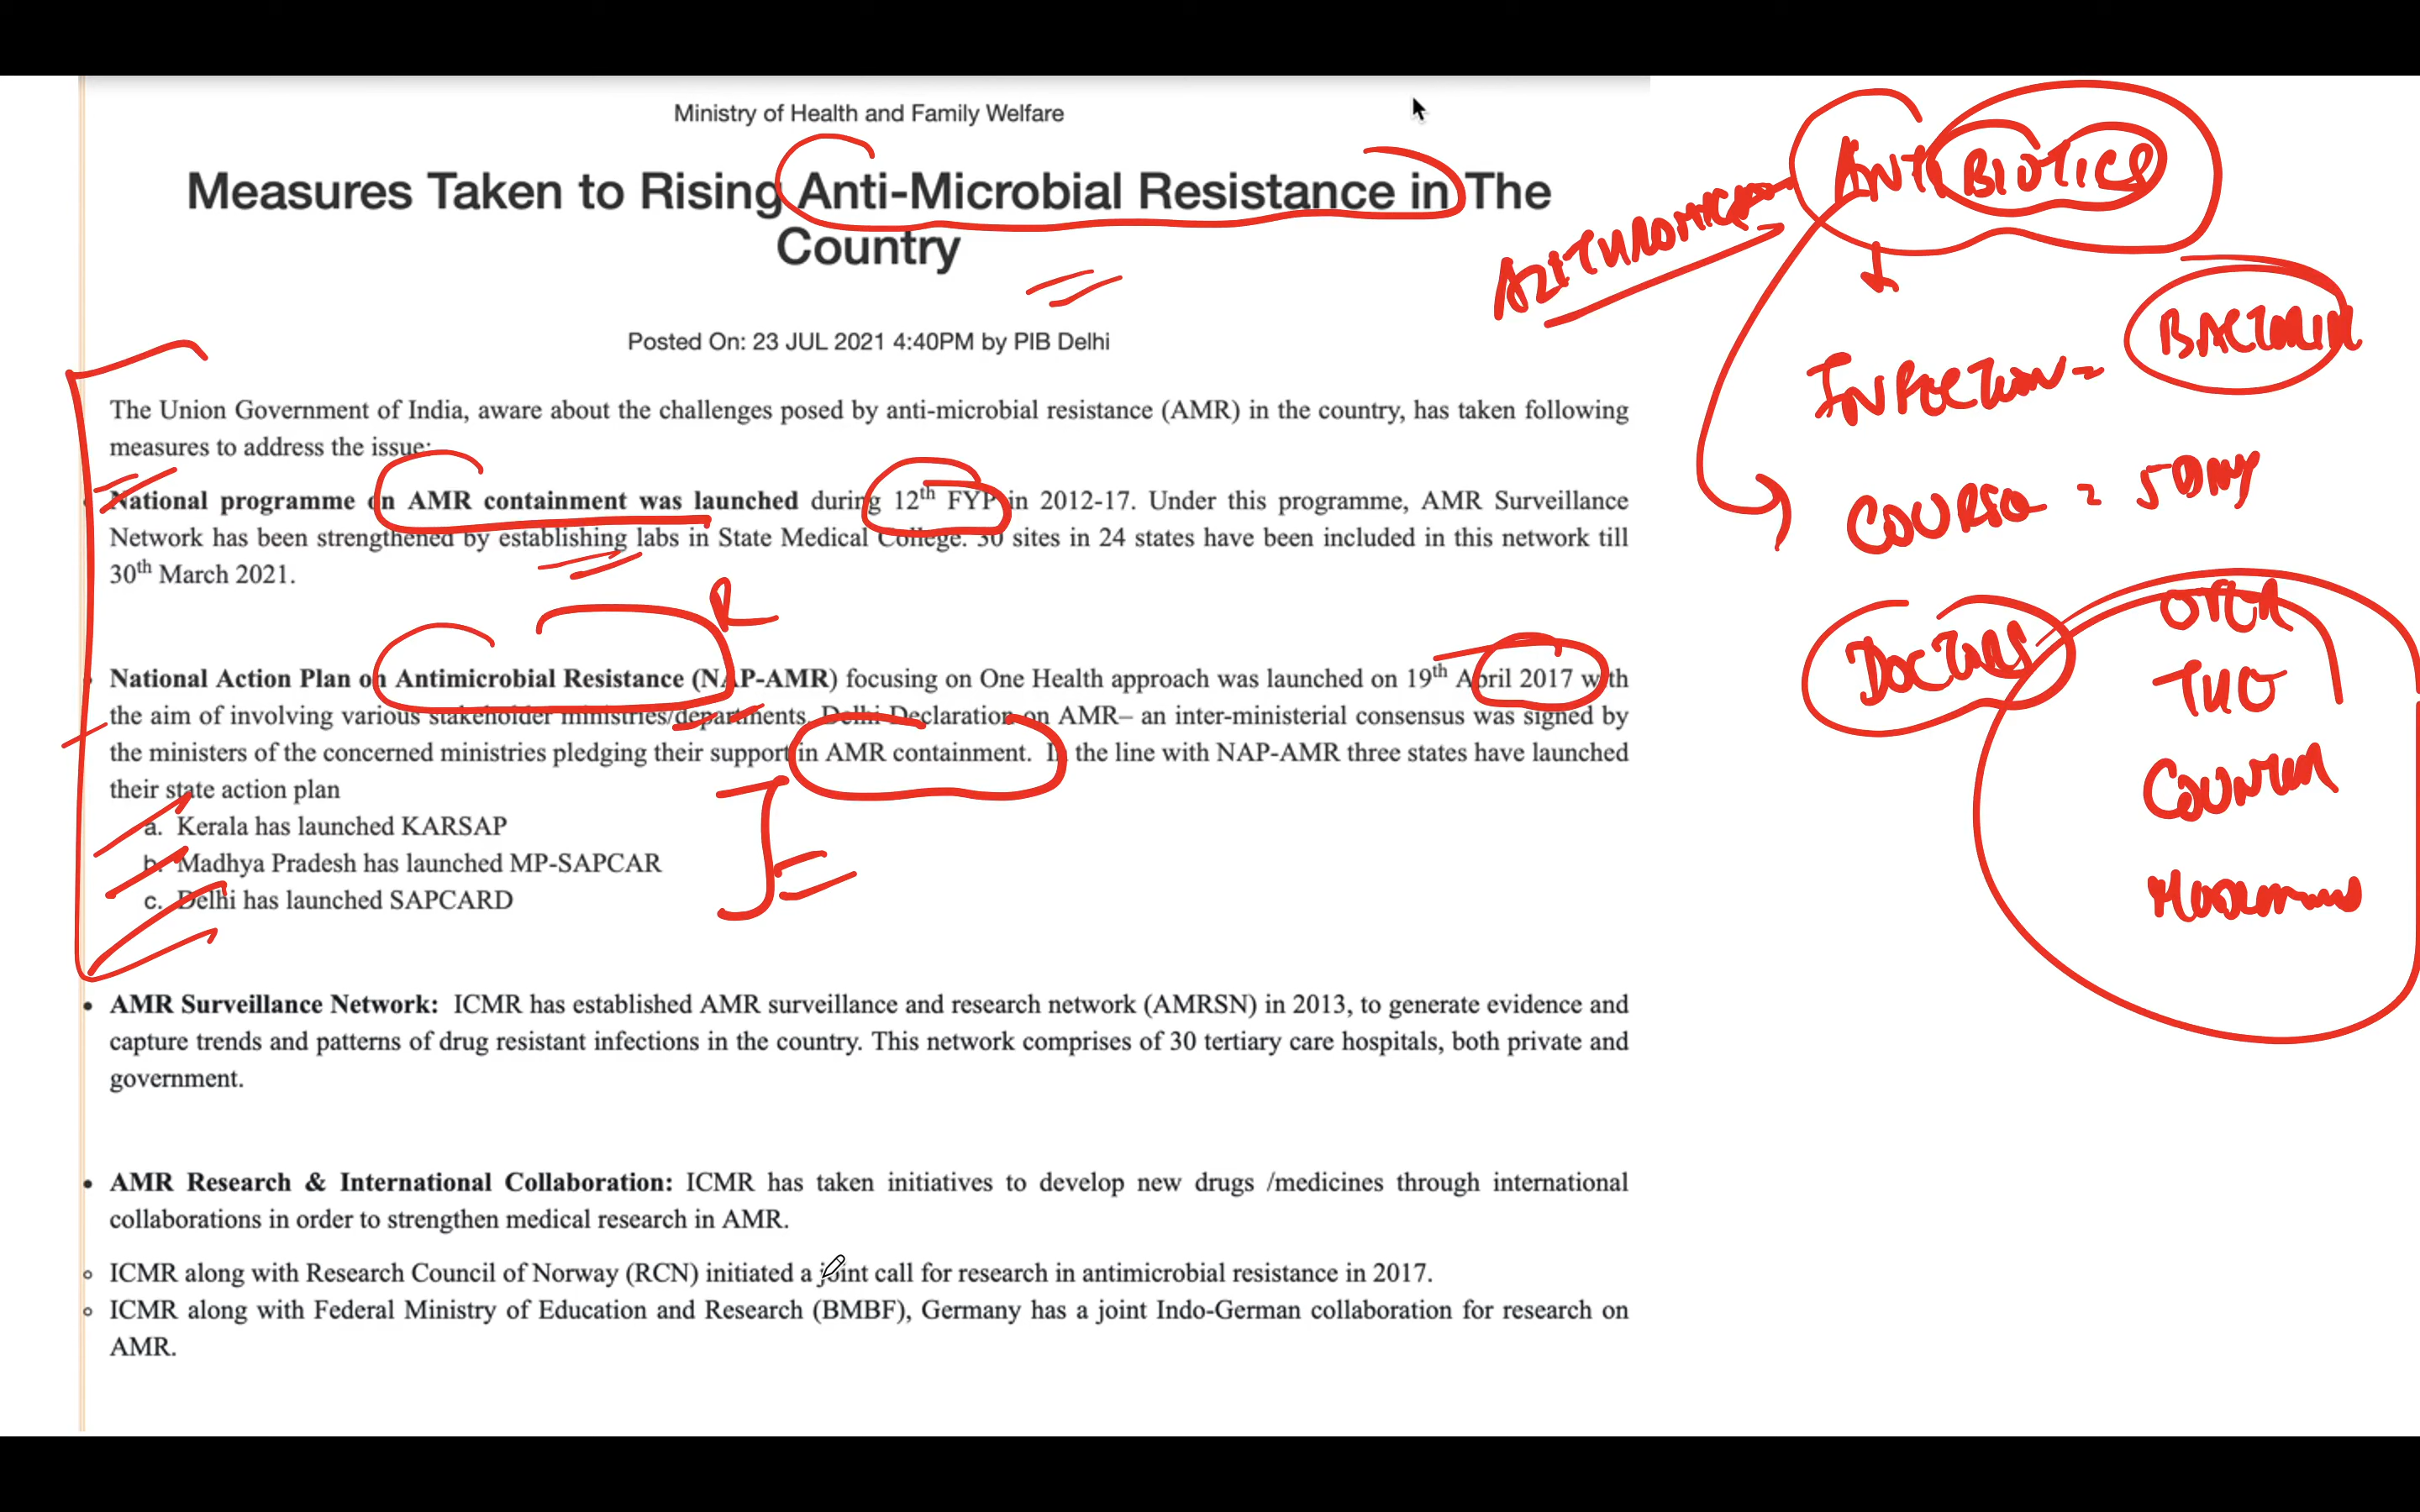 Ministry of Health and Family Welfare
Measures Taken to Rising Anti-Microbial Resistance in The
Country
Posted On: 23 JUL 2021 4:40PM by PIB Delhi
The Union Government of India, aware about the challenges posed by anti-microbial resistance (AMR) in the country, has taken following
measures to address the issue:
National programme on AMR containment was launched during 12th FYP in 2012-17. Under this programme, AMR Surveillance
Network has been strengthened by establishing labs in State Medical College. 30 sites in 24 states have been included in this network till
30th March 2021.
R
National Action Plan on Antimicrobial Resistance (NAP-AMR) focusing on One Health approach was launched on 19th April 2017 with
the aim of involving various stakeholder ministries/departments. Delhi Declaration on AMR– an inter-ministerial consensus was signed by
the ministers of the concerned ministries pledging their support in AMR containment. In the line with NAP-AMR three states have launched
their state action plan
a. Kerala has launched KARSAP
b. Madhya Pradesh has launched MP-SAPCAR
c. Delhi has launched SAPCARD
• AMR Surveillance Network: ICMR has established AMR surveillance and research network (AMRSN) in 2013, to generate evidence and
capture trends and patterns of drug resistant infections in the country. This network comprises of 30 tertiary care hospitals, both private and
government.
• AMR Research & International Collaboration: ICMR has taken initiatives to develop new drugs /medicines through international
collaborations in order to strengthen medical research in AMR.
○ ICMR along with Research Council of Norway (RCN) initiated a joint call for research in antimicrobial resistance in 2017.
○ ICMR along with Federal Ministry of Education and Research (BMBF), Germany has a joint Indo-German collaboration for research on
AMR.
ANTIBIOTICS
INFECTION = BACTERIA
COURSE = 5 DAY
DOCTORS
OVER
THE
COUNTER